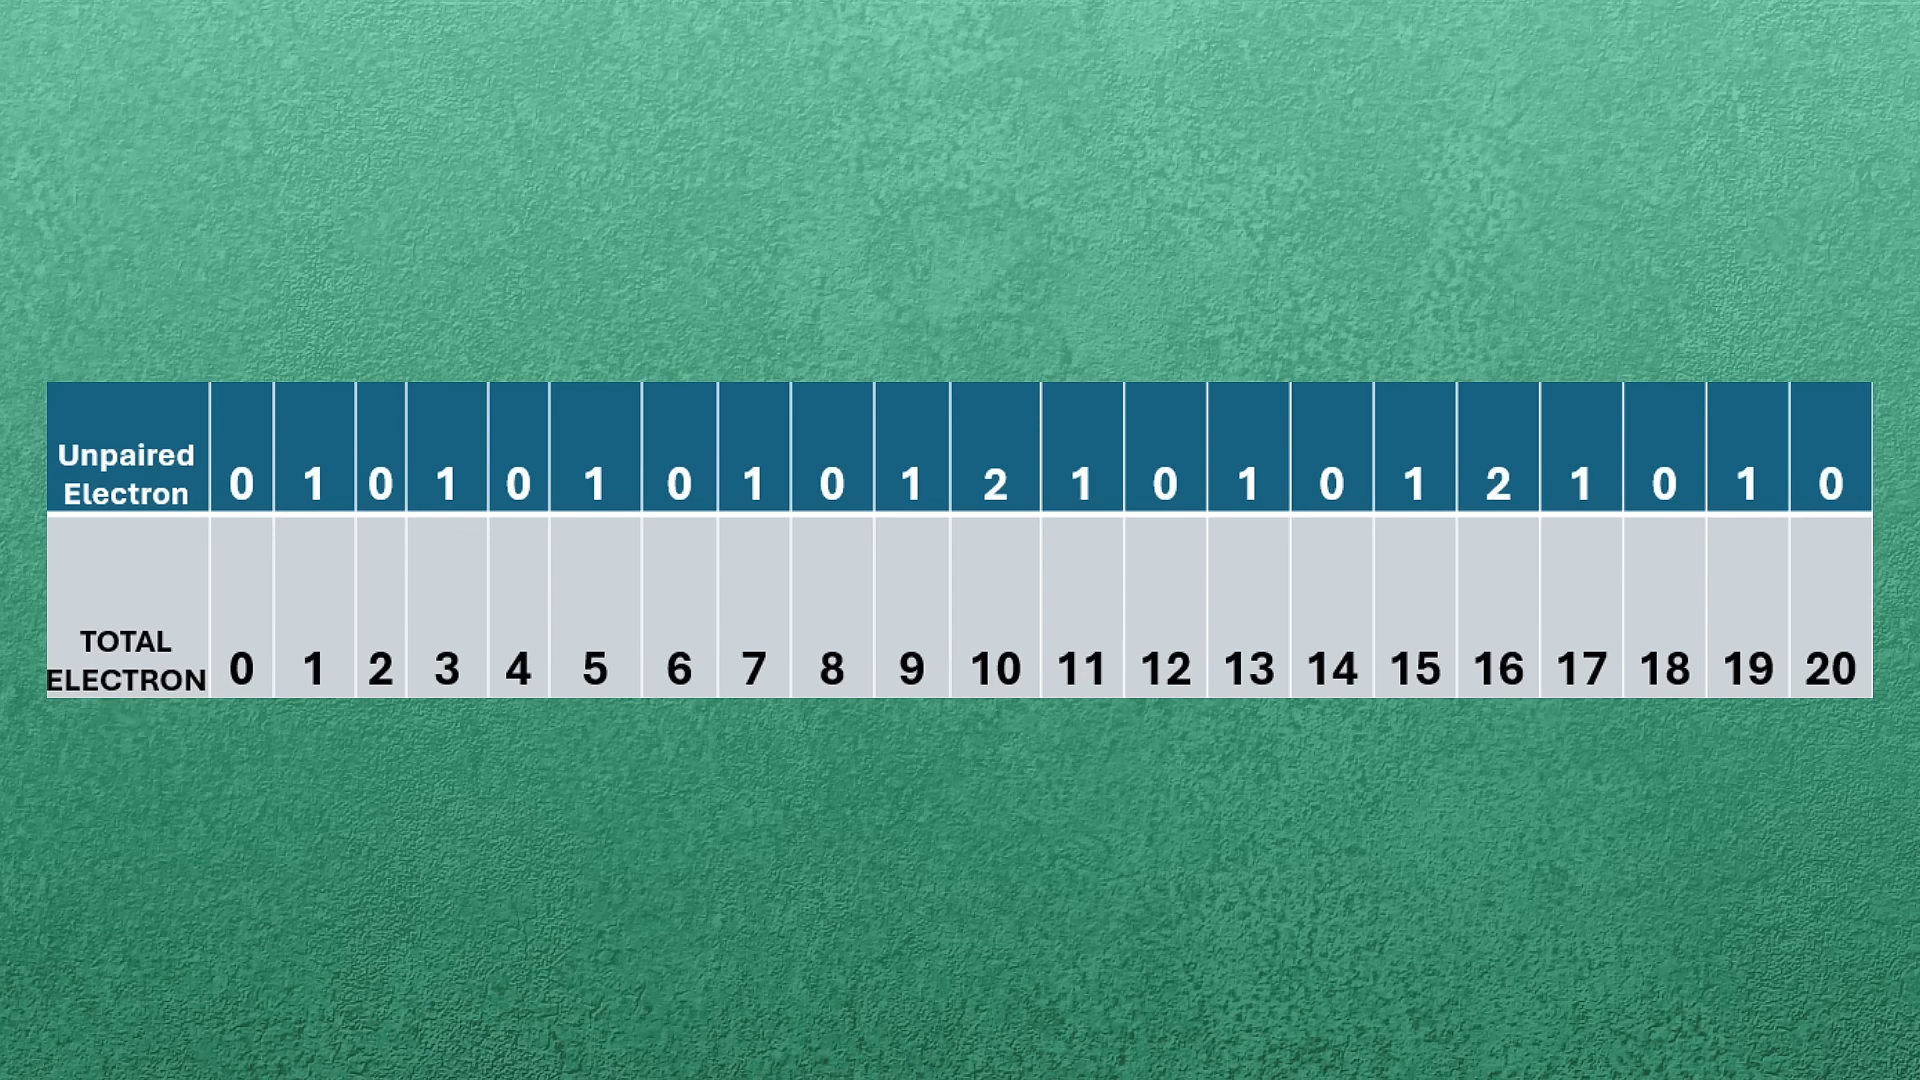 Unpaired
Electron 0 1 0 1 0 1 0 1 0 1 2 1 0 1 0 1 2 1 0 1 0
TOTAL
ELECTRON 0 1 2 3 4 5 6 7 8 9 10 11 12 13 14 15 16 17 18 19 20